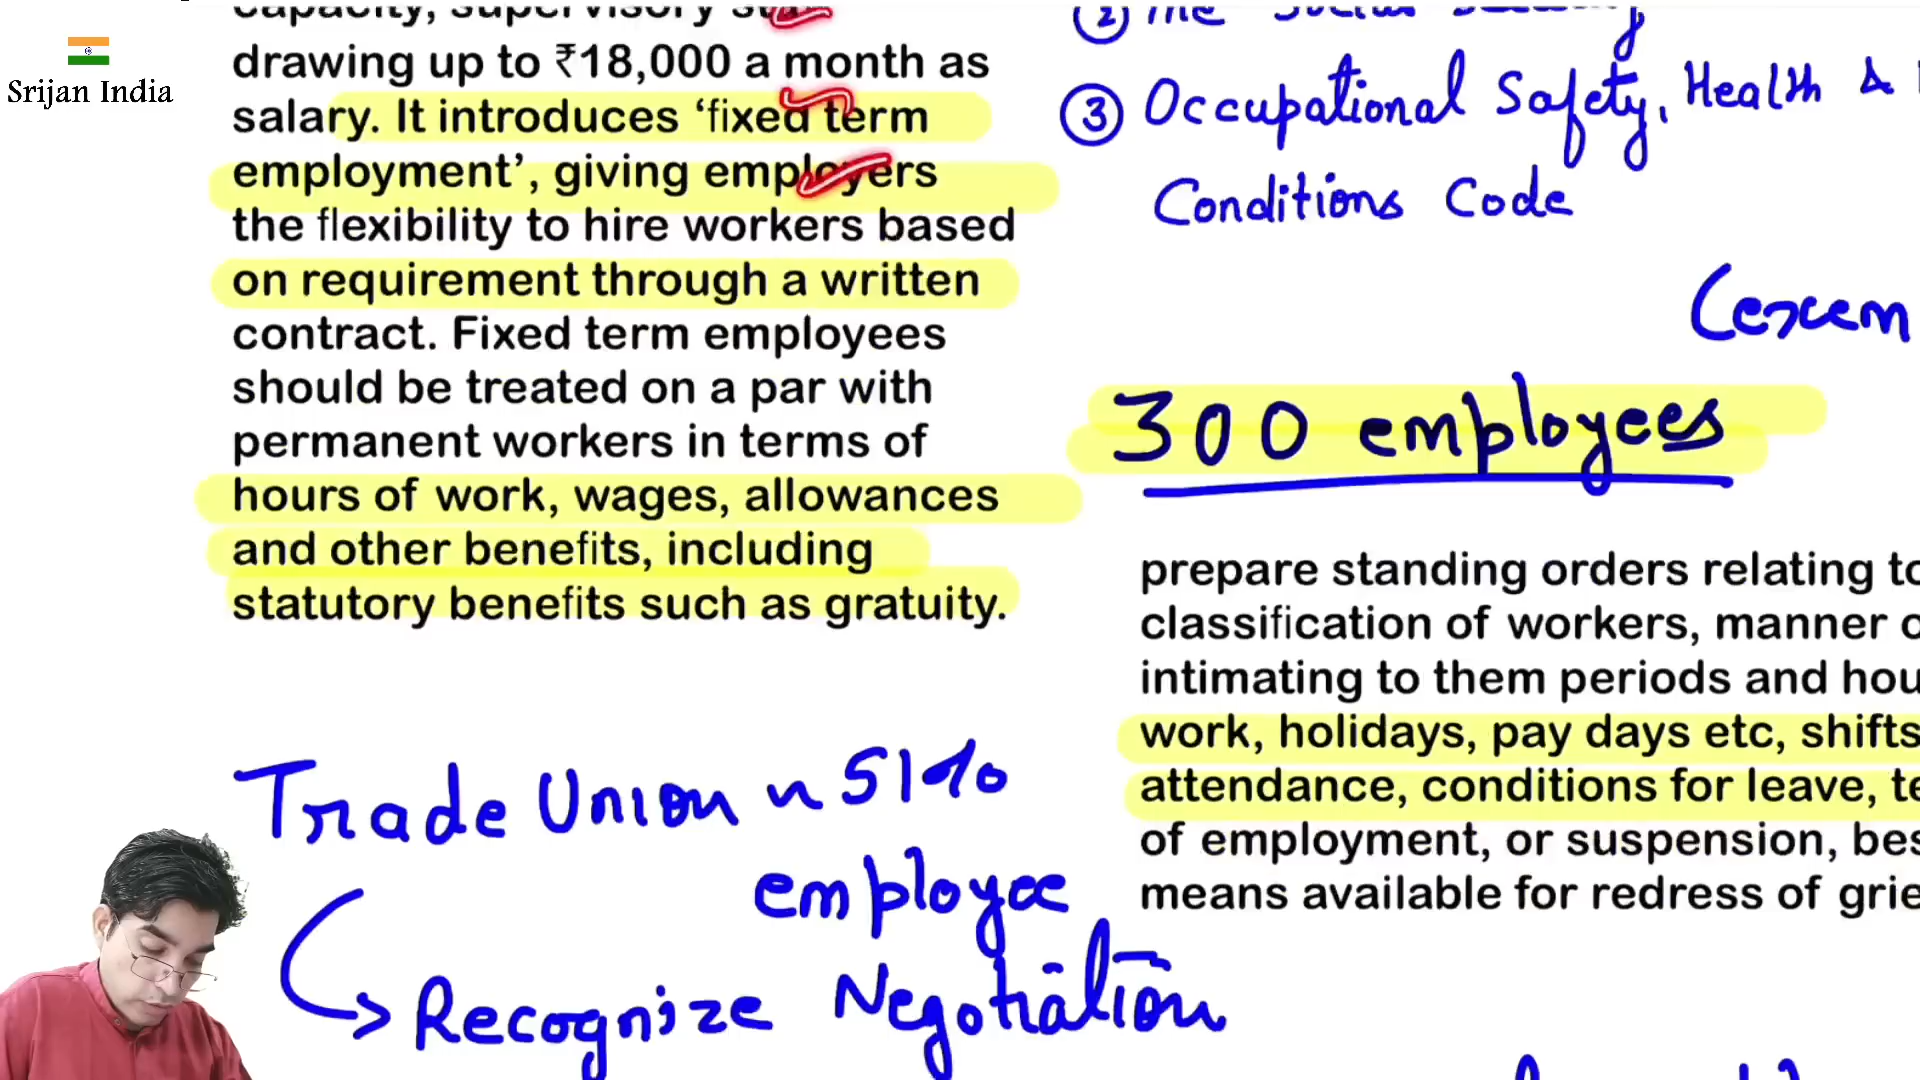 Srijan India
capacity, supervisory
drawing up to ₹18,000 a month as
salary. It introduces ‘fixed term
employment’, giving employers
the flexibility to hire workers based
on requirement through a written
contract. Fixed term employees
should be treated on a par with
permanent workers in terms of
hours of work, wages, allowances
and other benefits, including
statutory benefits such as gratuity.
Trade Union 51%
employee
Recognize Negotiation
② The Social
③ Occupational Safety, Health &
Conditions Code
300 employees
prepare standing orders relating to
classification of workers, manner
intimating to them periods and
work, holidays, pay days etc, shifts
attendance, conditions for leave,
of employment, or suspension,
means available for redress of